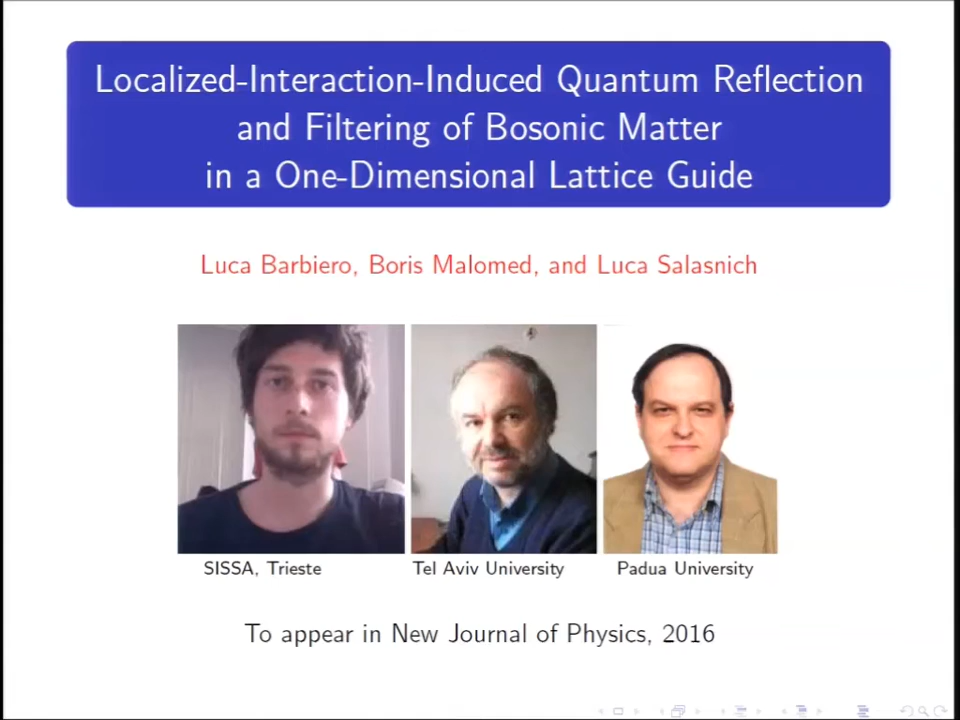 Localized-Interaction-Induced Quantum Reflection
and Filtering of Bosonic Matter
in a One-Dimensional Lattice Guide
Luca Barbiero, Boris Malomed, and Luca Salasnich
SISSA, Trieste
Tel Aviv University
Padua University
To appear in New Journal of Physics, 2016